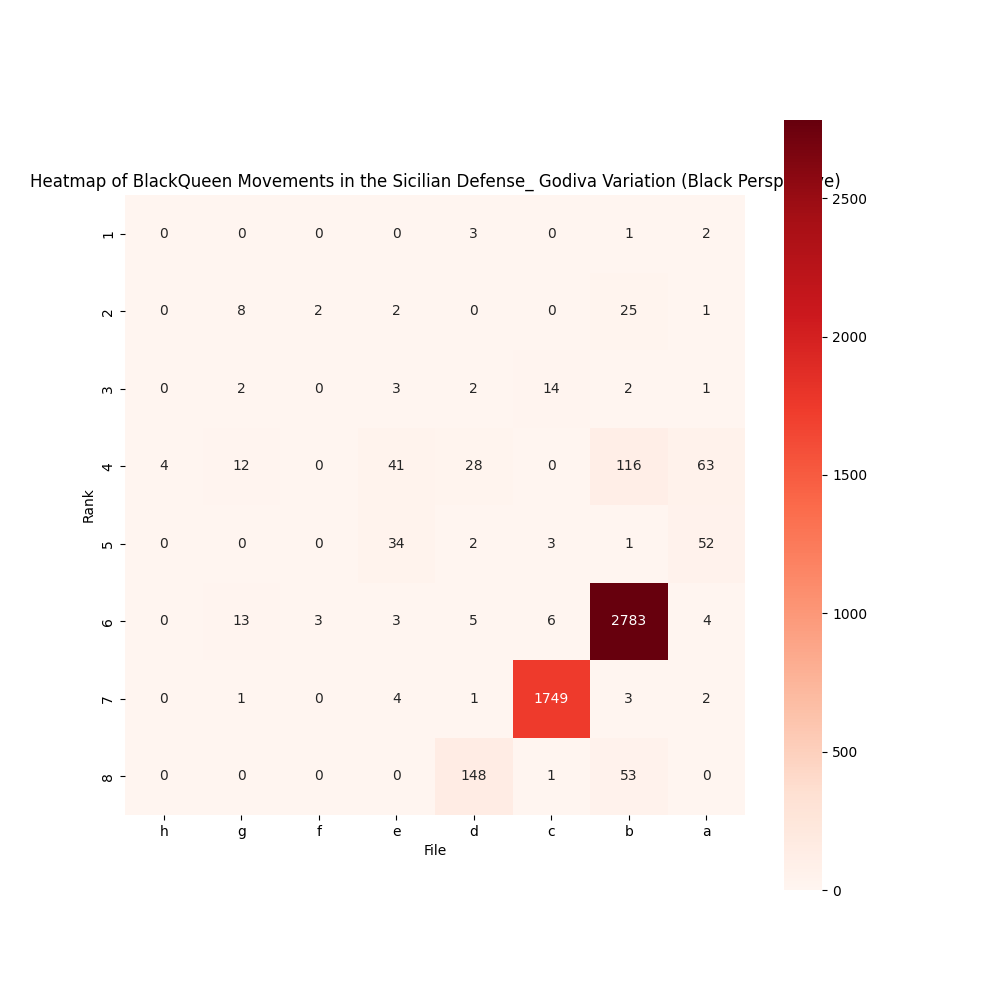 Heatmap of BlackQueen Movements in the Sicilian Defense_ Godiva Variation (Black Persp e)
2500
1 0 0 0 0 3 0 1 2
2 0 8 2 2 0 0 25 1
2000
3 0 2 0 3 2 14 2 1
4 4 12 0 41 28 0 116 63
1500
Rank
5 0 0 0 34 2 3 1 52
1000
6 0 13 3 3 5 6 2783 4
7 0 1 0 4 1 1749 3 2
500
8 0 0 0 0 148 1 53 0
h g f e d c b a
File
0